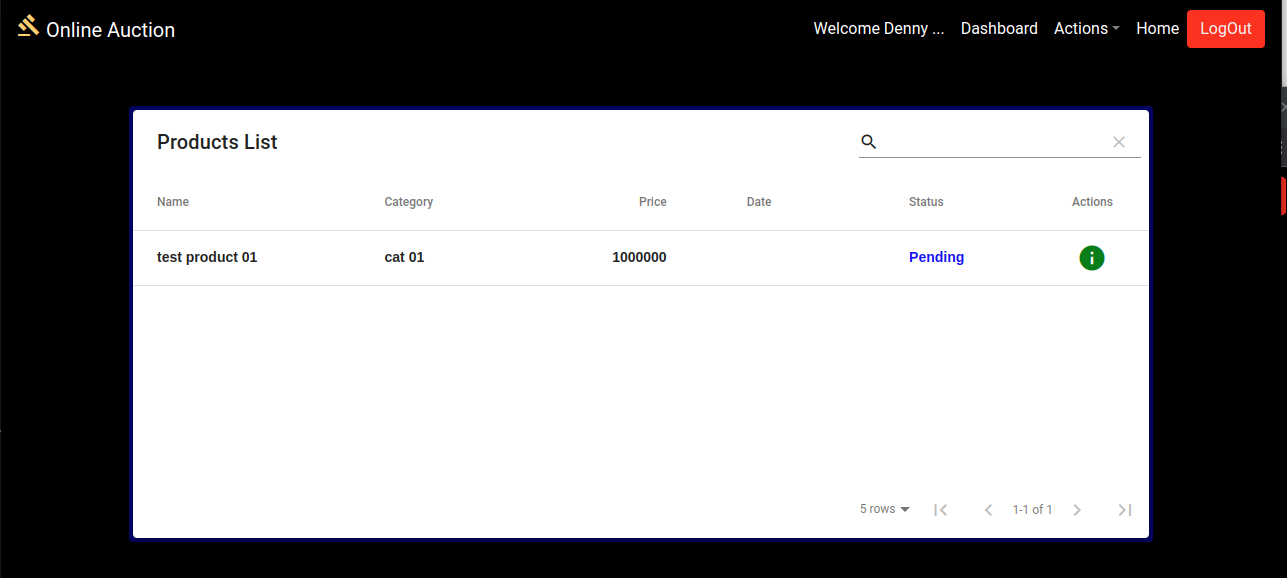 Online Auction
Welcome Denny ... Dashboard Actions Home LogOut
Products List
Name Category Price Date Status Actions
test product 01 cat 01 1000000 Pending
5 rows 1-1 of 1